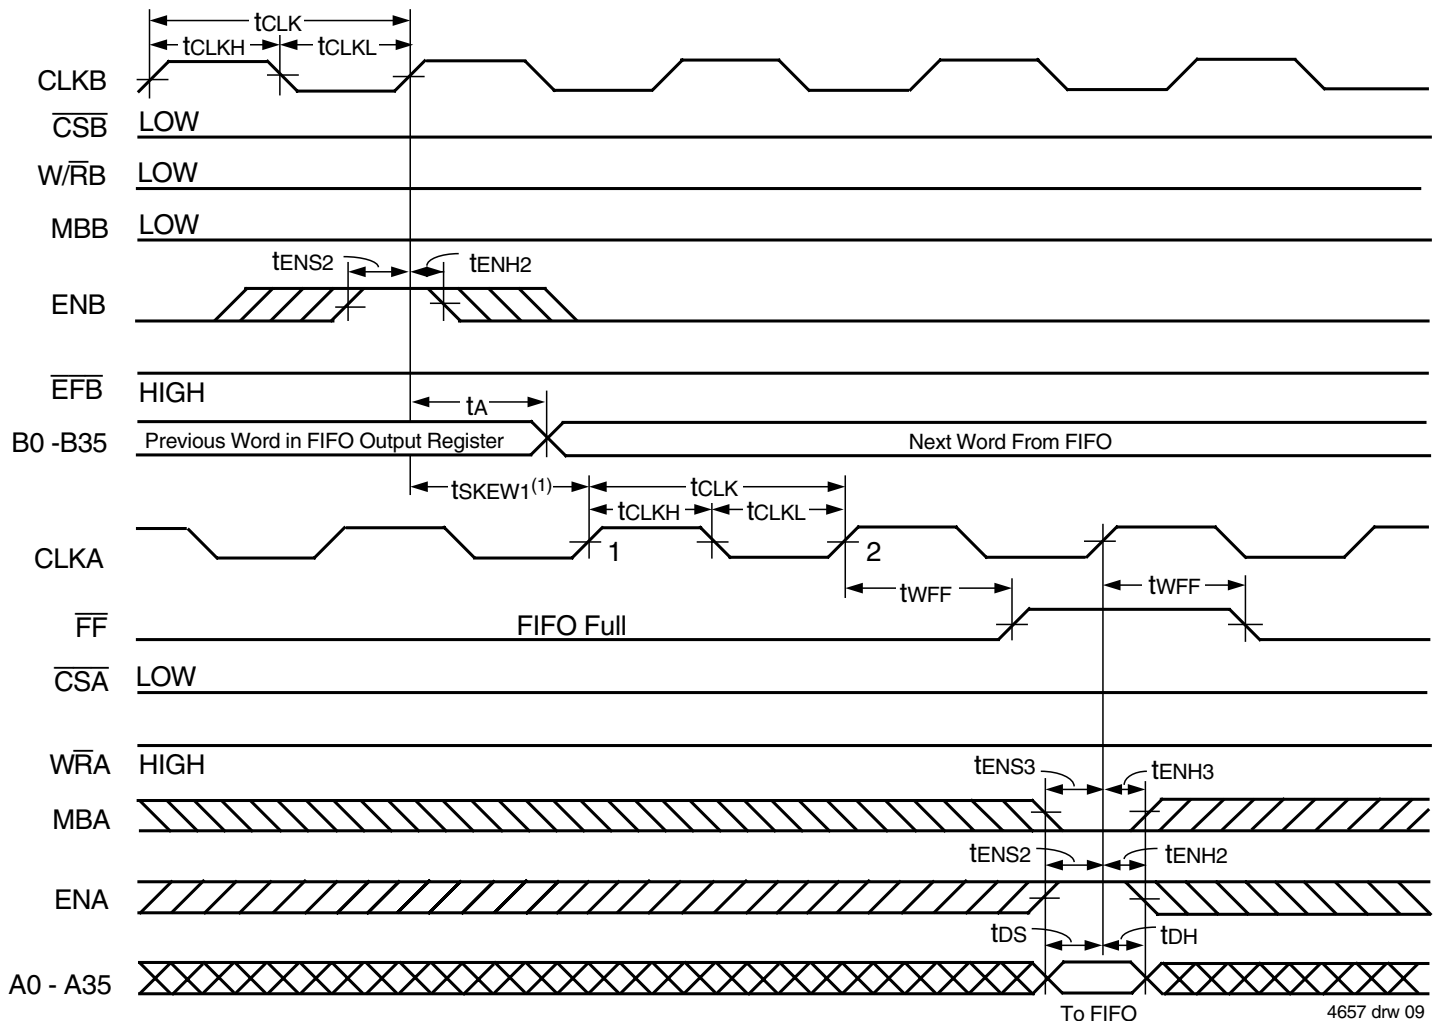 tCLK
tCLKH
tCLKL
CLKB
CSB
LOW
W/RB
LOW
MBB
LOW
tENS2
tENH2
ENB
EFB
HIGH
tA
B0 -B35
Previous Word in FIFO Output Register
Next Word From FIFO
tSKEW1(1)
tCLK
tCLKH
tCLKL
CLKA
1
2
tWFF
tWFF
FF
FIFO Full
CSA
LOW
WRA
HIGH
tENS3
tENH3
MBA
tENS2
tENH2
ENA
tDS
tDH
A0 - A35
To FIFO
4657 drw 09